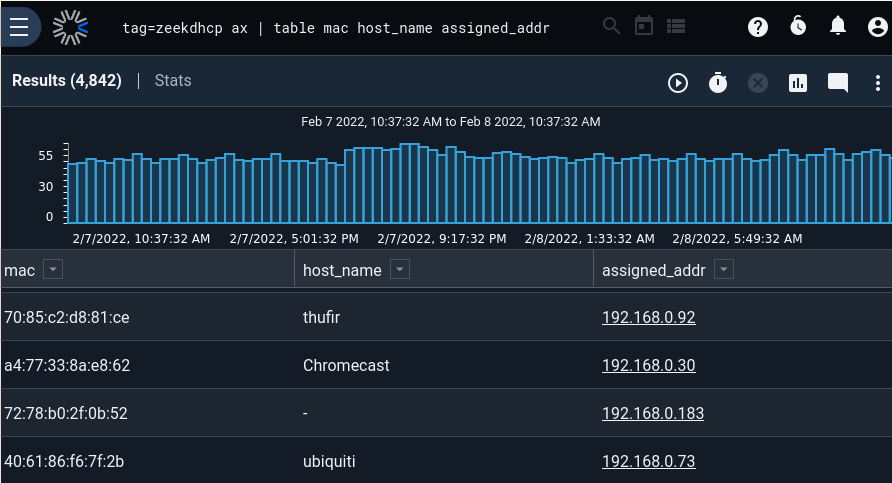 tag=zeekdhcp ax | table mac host_name assigned_addr
Results (4,842) | Stats
Feb 7 2022, 10:37:32 AM to Feb 8 2022, 10:37:32 AM
55
30
0
2/7/2022, 10:37:32 AM 2/7/2022, 5:01:32 PM 2/7/2022, 9:17:32 PM 2/8/2022, 1:33:32 AM 2/8/2022, 5:49:32 AM
mac host_name assigned_addr
70:85:c2:d8:81:ce thufir 192.168.0.92
a4:77:33:8a:e8:62 Chromecast 192.168.0.30
72:78:b0:2f:0b:52 - 192.168.0.183
40:61:86:f6:7f:2b ubiquiti 192.168.0.73